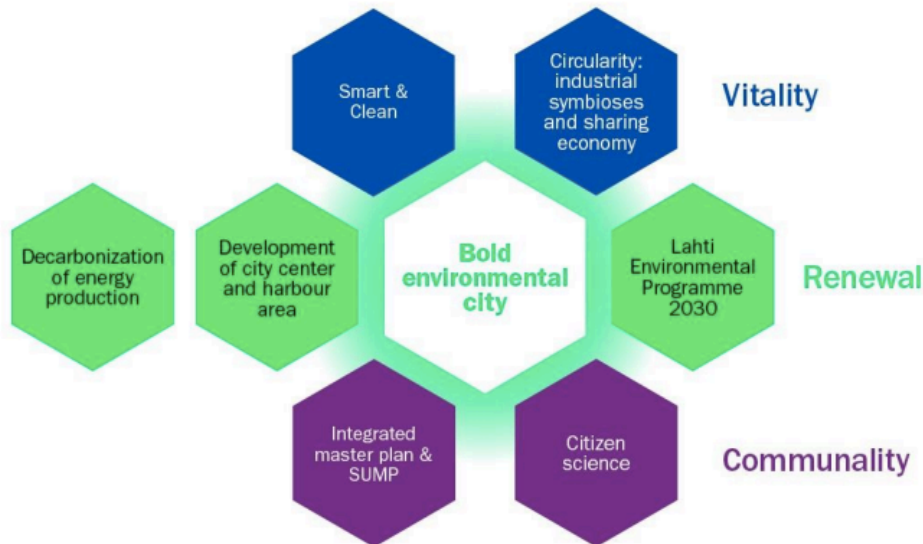 Smart &
Clean
Circularity:
industrial
symbioses
and sharing
economy
Vitality
Decarbonization
of energy
production
Development
of city center
and harbour
area
Bold
environmental
city
Lahti
Environmental
Programme
2030
Renewal
Integrated
master plan &
SUMP
Citizen
science
Communality